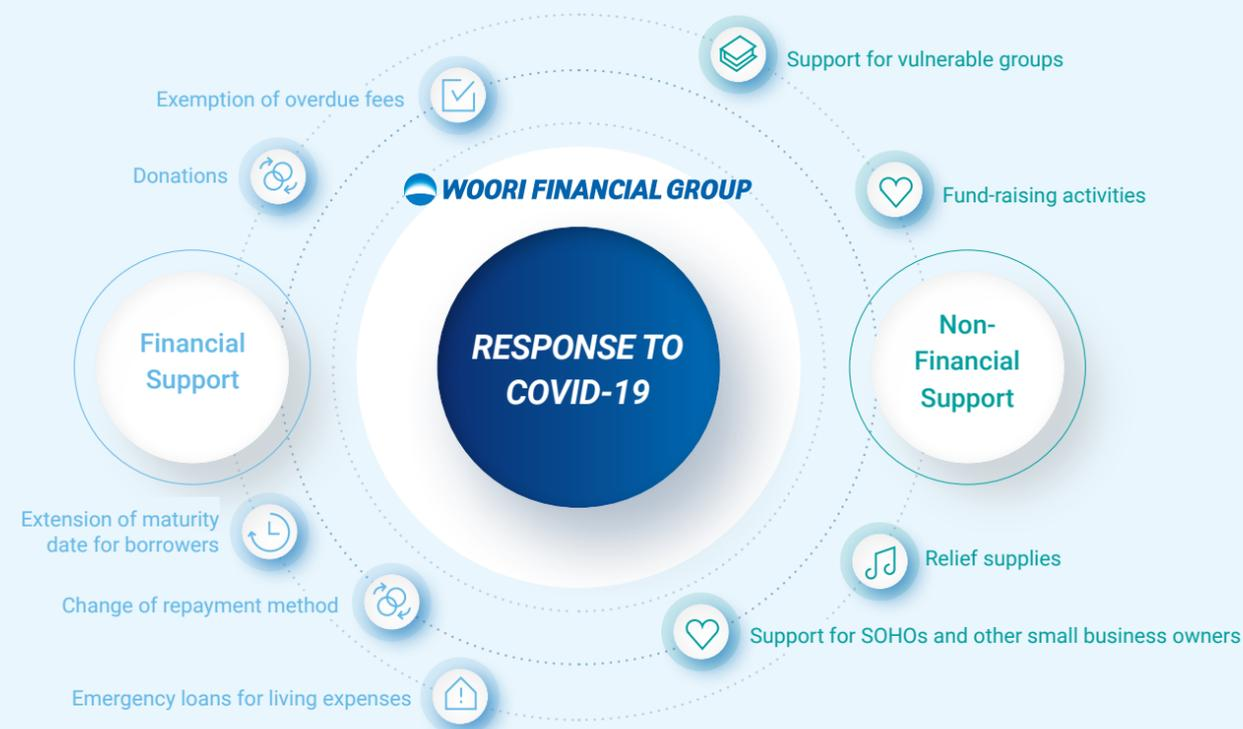 Support for vulnerable groups
Exemption of overdue fees
Donations
WOORI FINANCIAL GROUP
Fund-raising activities
Financial
Support
RESPONSE TO
COVID-19
Non-
Financial
Support
Extension of maturity
date for borrowers
Relief supplies
Change of repayment method
Support for SOHOs and other small business owners
Emergency loans for living expenses